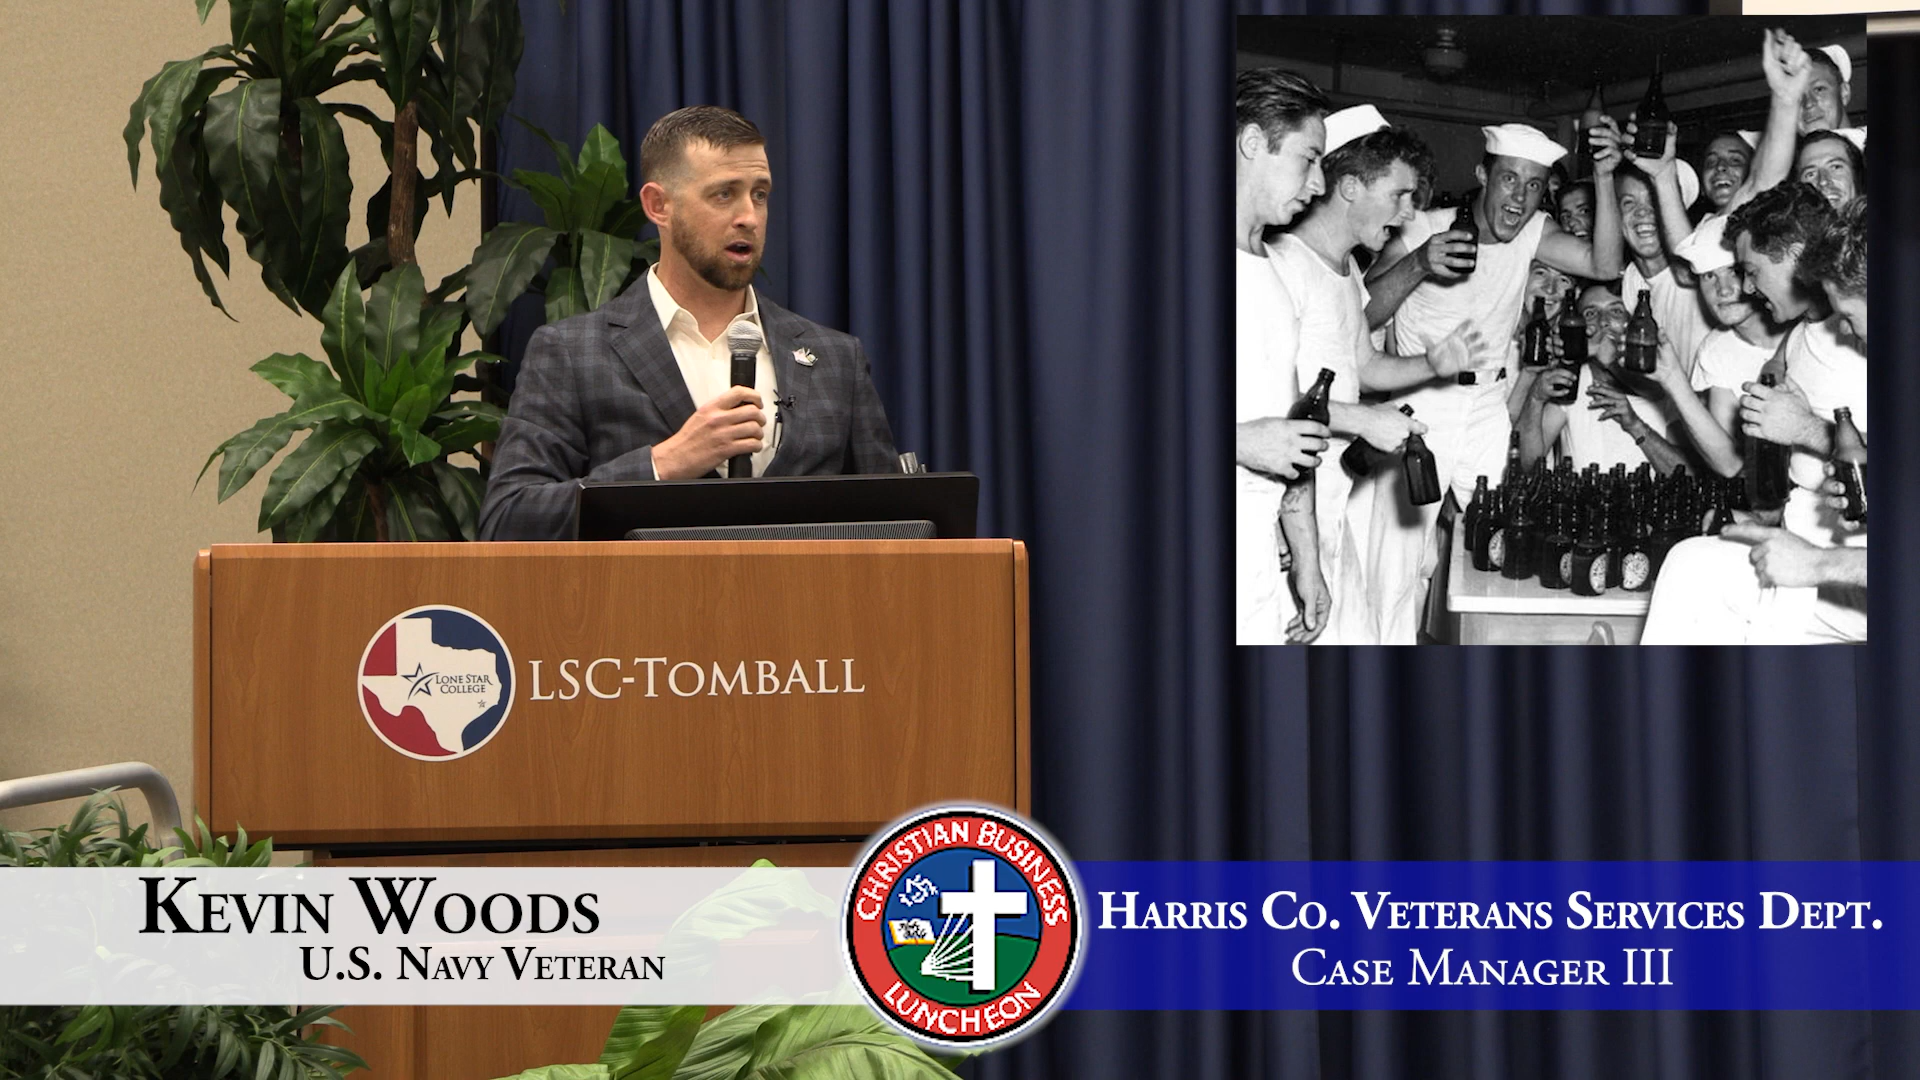 LONE STAR
COLLEGE
LSC-TOMBALL
CHRISTIAN BUSINESS
LUNCHEON
KEVIN WOODS
U.S. NAVY VETERAN
HARRIS CO. VETERANS SERVICES DEPT.
CASE MANAGER III